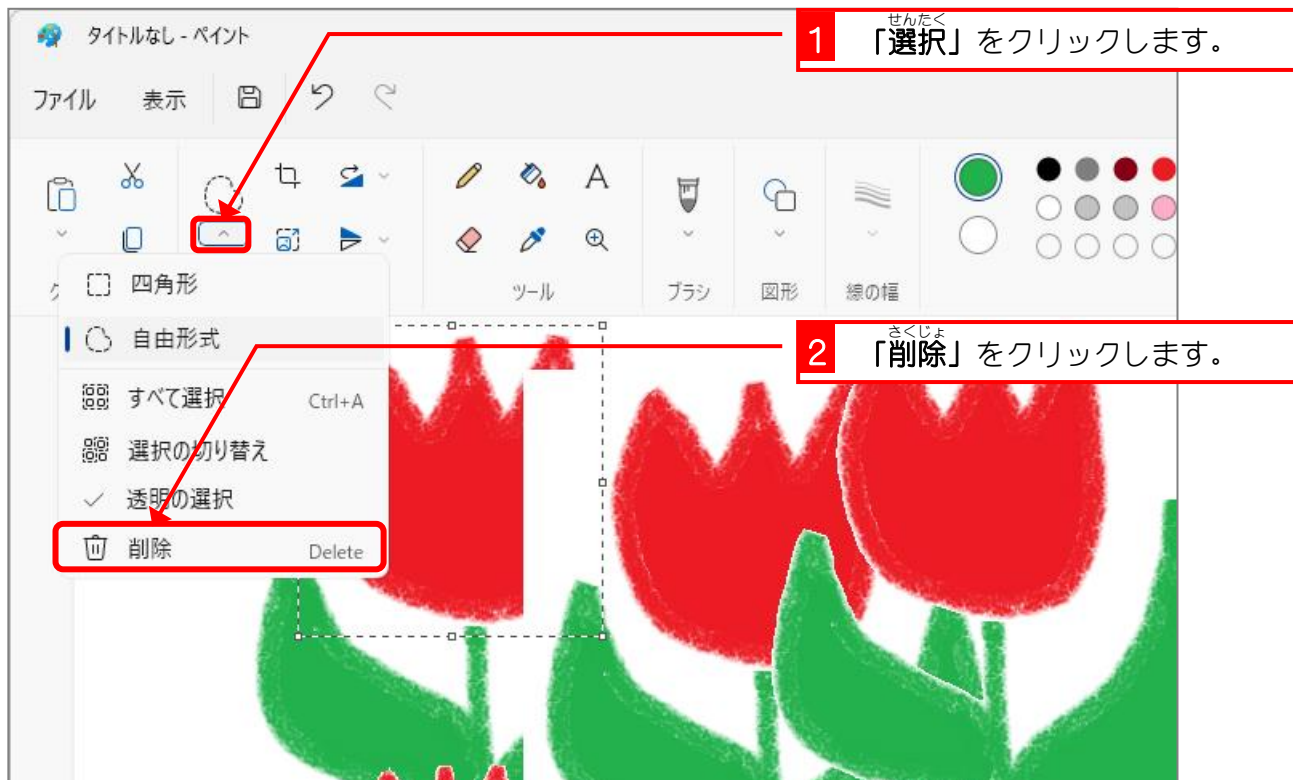 タイトルなし - ペイント
せんたく
1 「選択」をクリックします。
ファイル 表示
A
ツール ブラシ 図形 線の幅
四角形
自由形式
さくじょ
2 「削除」をクリックします。
すべて選択 Ctrl+A
選択の切り替え
透明の選択
削除 Delete